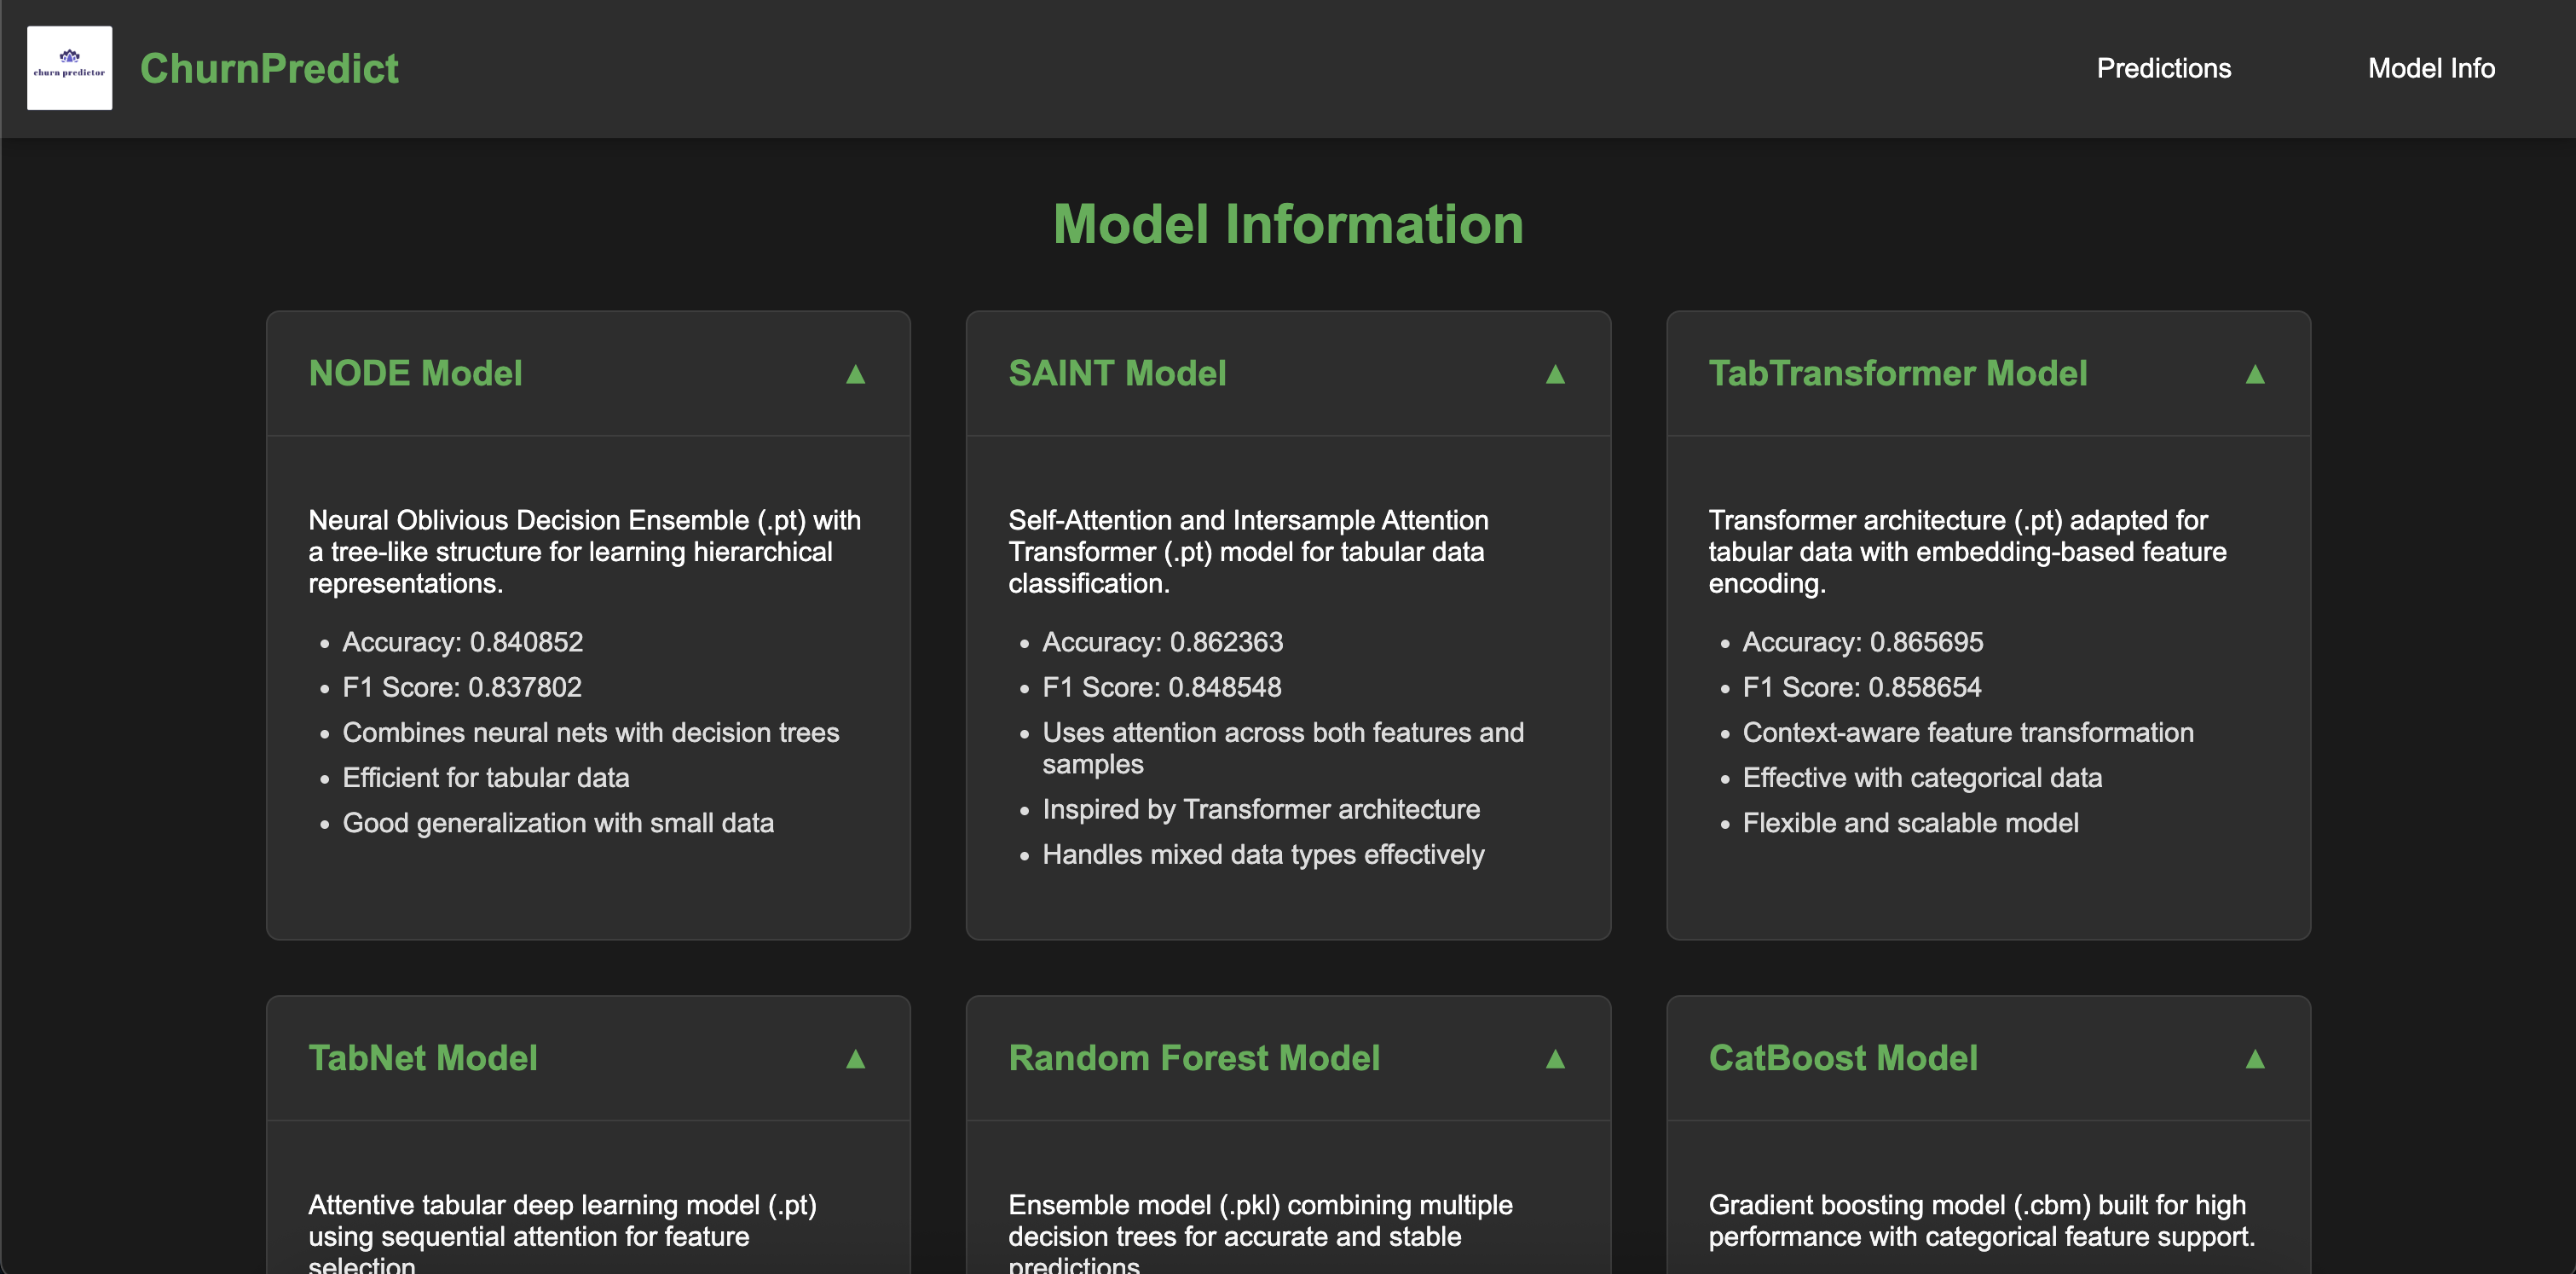 churn predictor
ChurnPredict
Predictions
Model Info
Model Information
NODE Model
▲
Neural Oblivious Decision Ensemble (.pt) with
a tree-like structure for learning hierarchical
representations.
• Accuracy: 0.840852
• F1 Score: 0.837802
• Combines neural nets with decision trees
• Efficient for tabular data
• Good generalization with small data
SAINT Model
▲
Self-Attention and Intersample Attention
Transformer (.pt) model for tabular data
classification.
• Accuracy: 0.862363
• F1 Score: 0.848548
• Uses attention across both features and
samples
• Inspired by Transformer architecture
• Handles mixed data types effectively
TabTransformer Model
▲
Transformer architecture (.pt) adapted for
tabular data with embedding-based feature
encoding.
• Accuracy: 0.865695
• F1 Score: 0.858654
• Context-aware feature transformation
• Effective with categorical data
• Flexible and scalable model
TabNet Model
▲
Attentive tabular deep learning model (.pt)
using sequential attention for feature
selection
Random Forest Model
▲
Ensemble model (.pkl) combining multiple
decision trees for accurate and stable
predictions
CatBoost Model
▲
Gradient boosting model (.cbm) built for high
performance with categorical feature support.